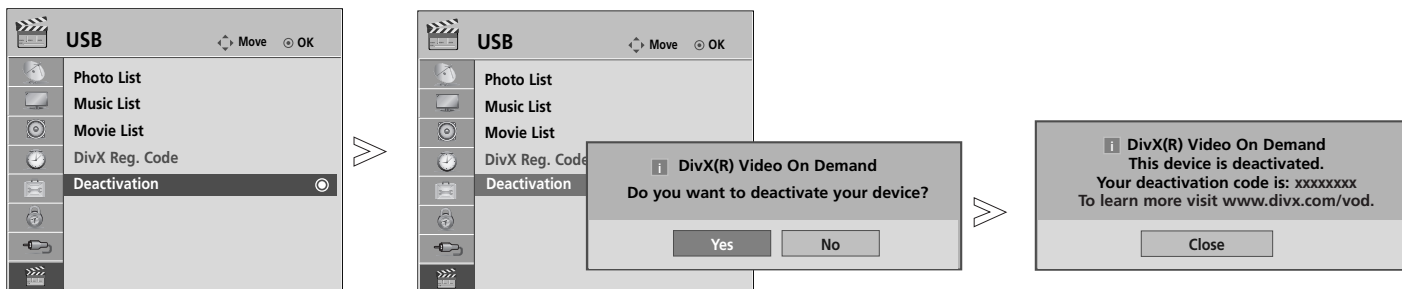 USB
Move OK
Photo List
Music List
Movie List
DivX Reg. Code
Deactivation
USB
Move OK
Photo List
Music List
Movie List
DivX Reg. Code
Deactivation
i DivX(R) Video On Demand
Do you want to deactivate your device?
Yes No
i DivX(R) Video On Demand
This device is deactivated.
Your deactivation code is: xxxxxxxx
To learn more visit www.divx.com/vod.
Close